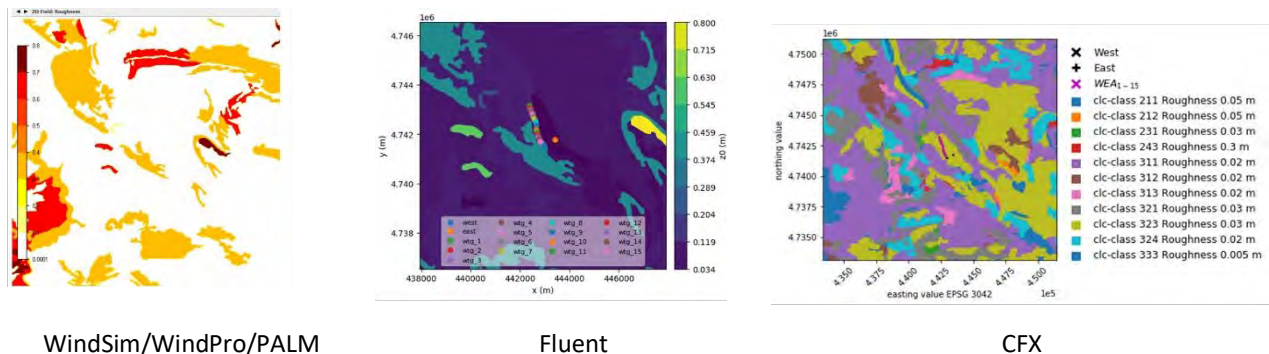 2D Field: Roughness
0.8
0.7
0.6
0.5
0.4
0.0001
1e6
4.746
4.744
4.742
4.740
4.738
y (m)
438000 440000 442000 444000 446000
x (m)
west
east
wtg_1
wtg_2
wtg_3
wtg_4
wtg_5
wtg_6
wtg_7
wtg_8
wtg_9
wtg_10
wtg_11
wtg_12
wtg_13
wtg_14
wtg_15
0.800
0.715
0.630
0.545
0.459
0.374
0.289
0.204
0.119
0.034
z0 (m)
1e6
4.7500
4.7475
4.7450
4.7425
4.7400
4.7375
4.7350
northing value
4.350 4.375 4.400 4.425 4.450 4.475 4.500
1e5
easting value EPSG 3042
West
East
WEA1−15
clc-class 211 Roughness 0.05 m
clc-class 212 Roughness 0.05 m
clc-class 231 Roughness 0.03 m
clc-class 243 Roughness 0.3 m
clc-class 311 Roughness 0.02 m
clc-class 312 Roughness 0.02 m
clc-class 313 Roughness 0.02 m
clc-class 321 Roughness 0.03 m
clc-class 323 Roughness 0.03 m
clc-class 324 Roughness 0.02 m
clc-class 333 Roughness 0.005 m
WindSim/WindPro/PALM
Fluent
CFX